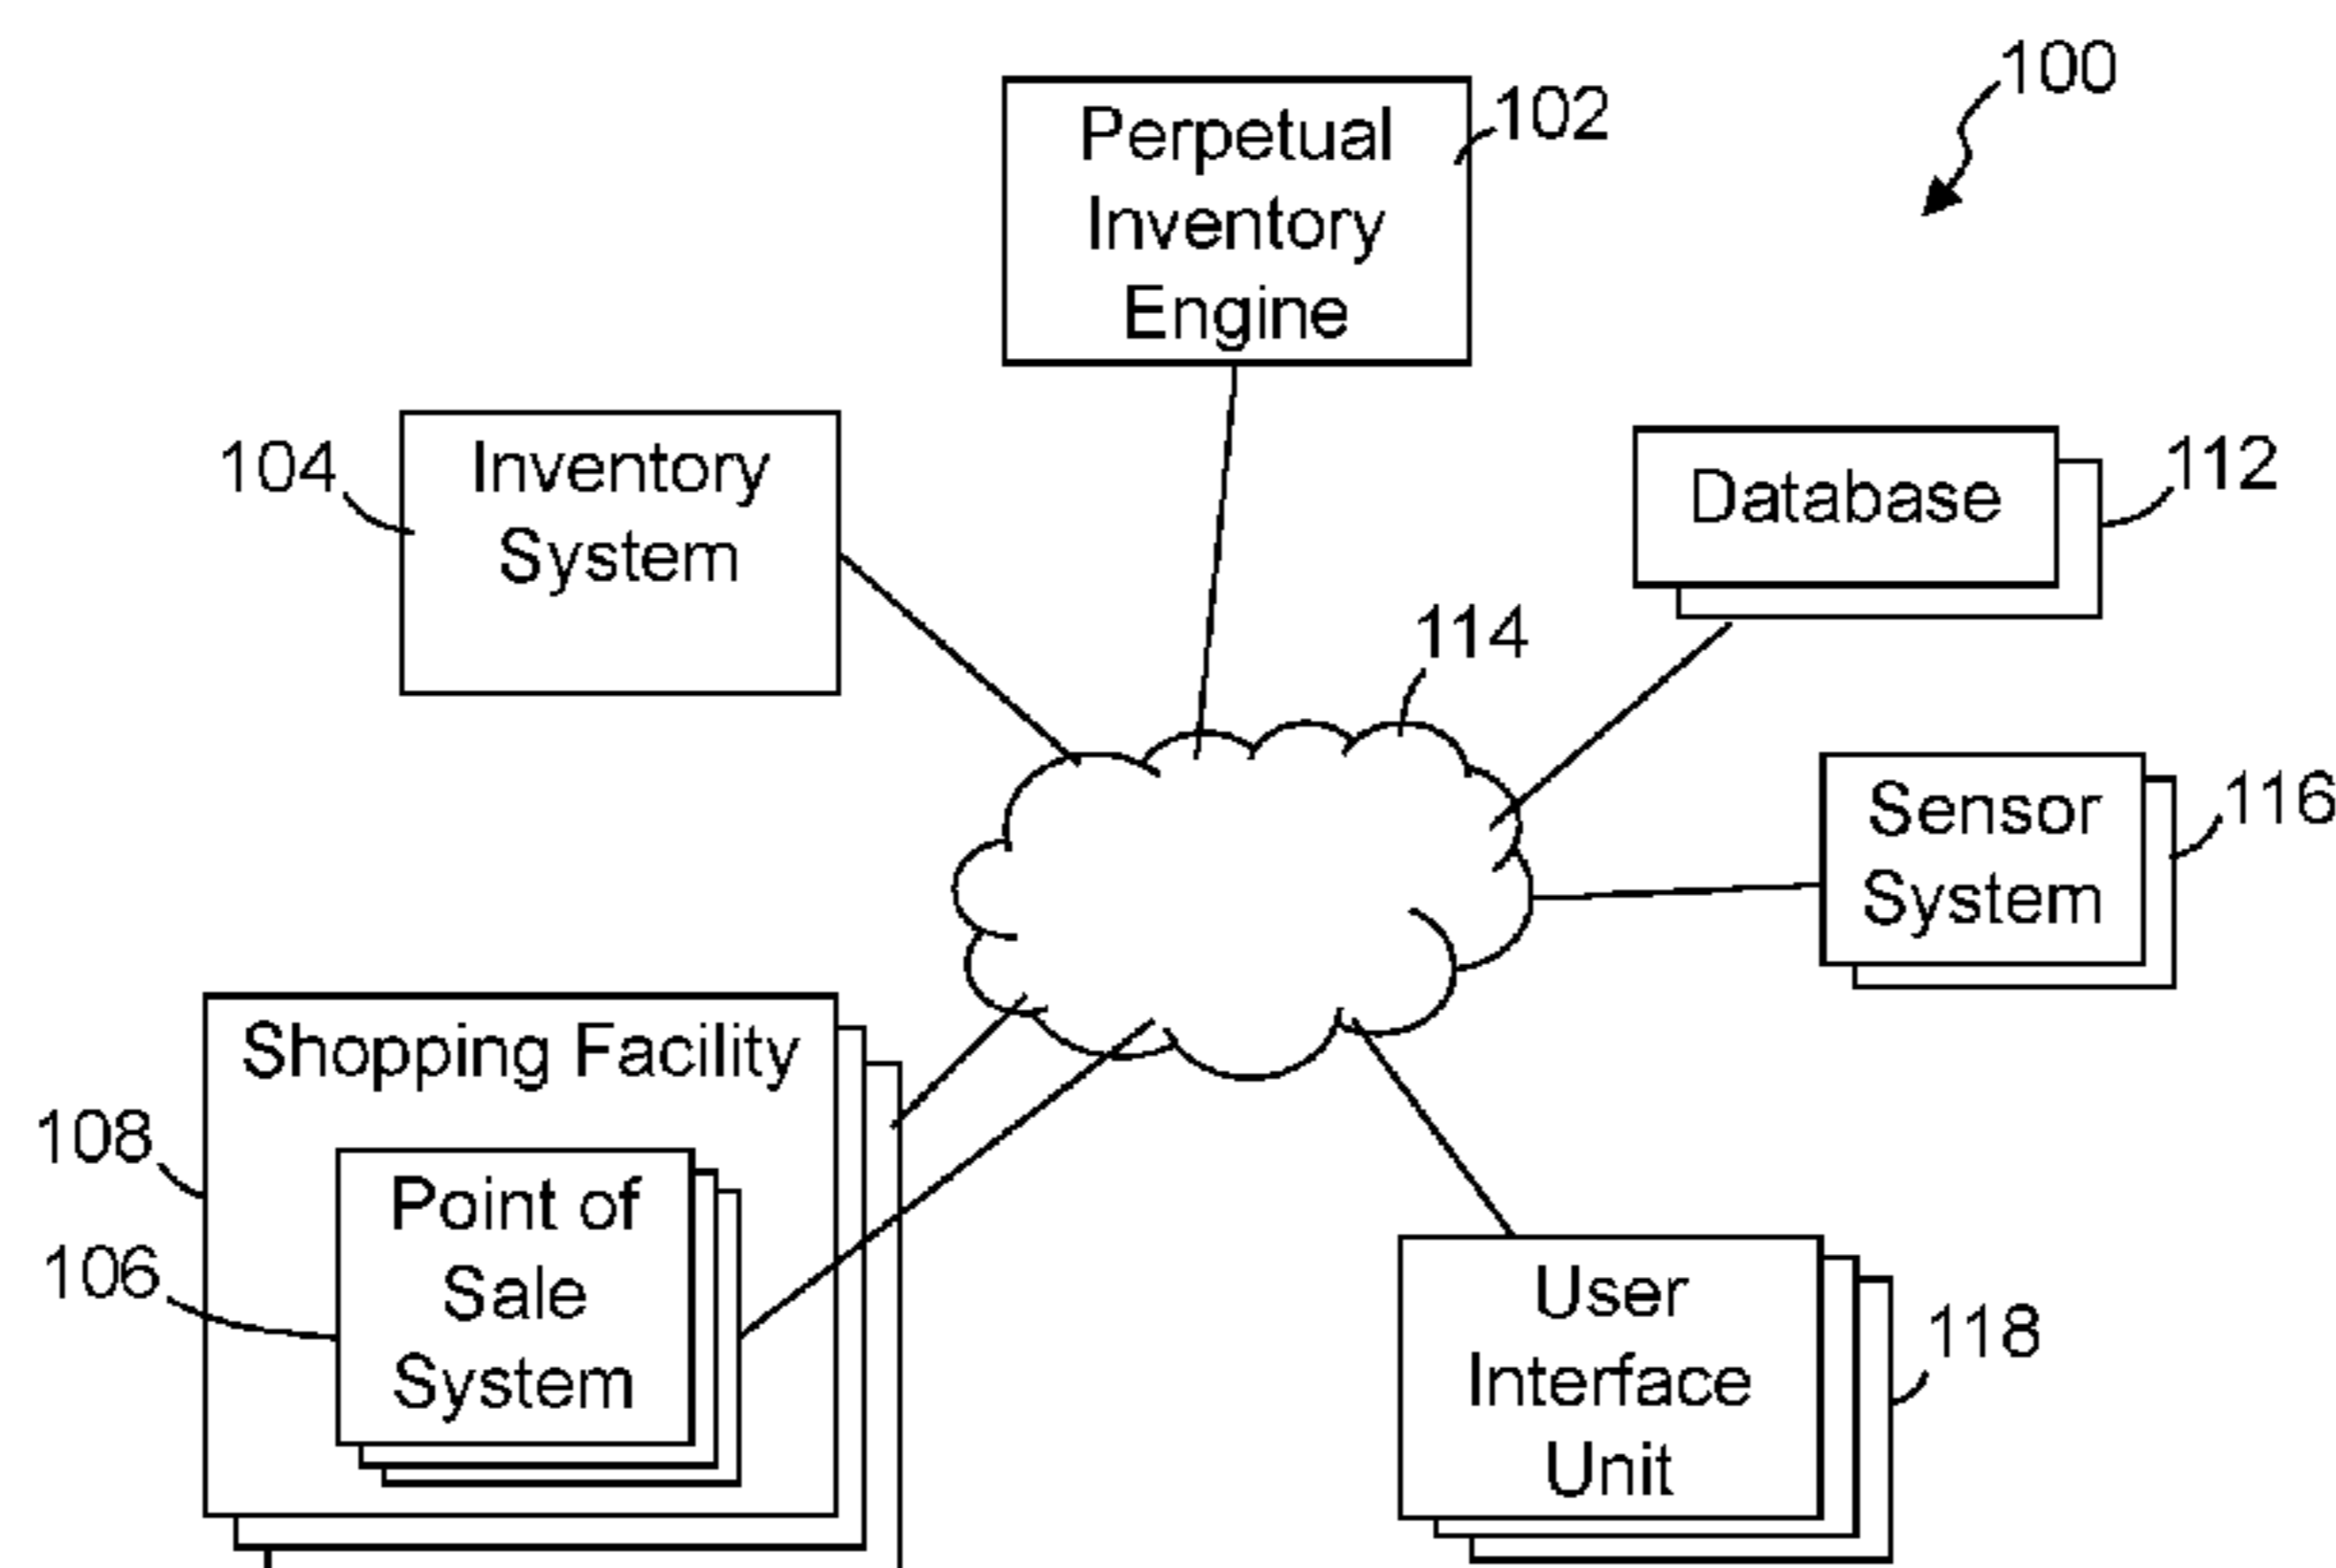 100
Perpetual
Inventory
Engine
102
104
Inventory
System
Database
112
114
Sensor
System
116
Shopping Facility
108
Point of
Sale
System
106
User
Interface
Unit
118